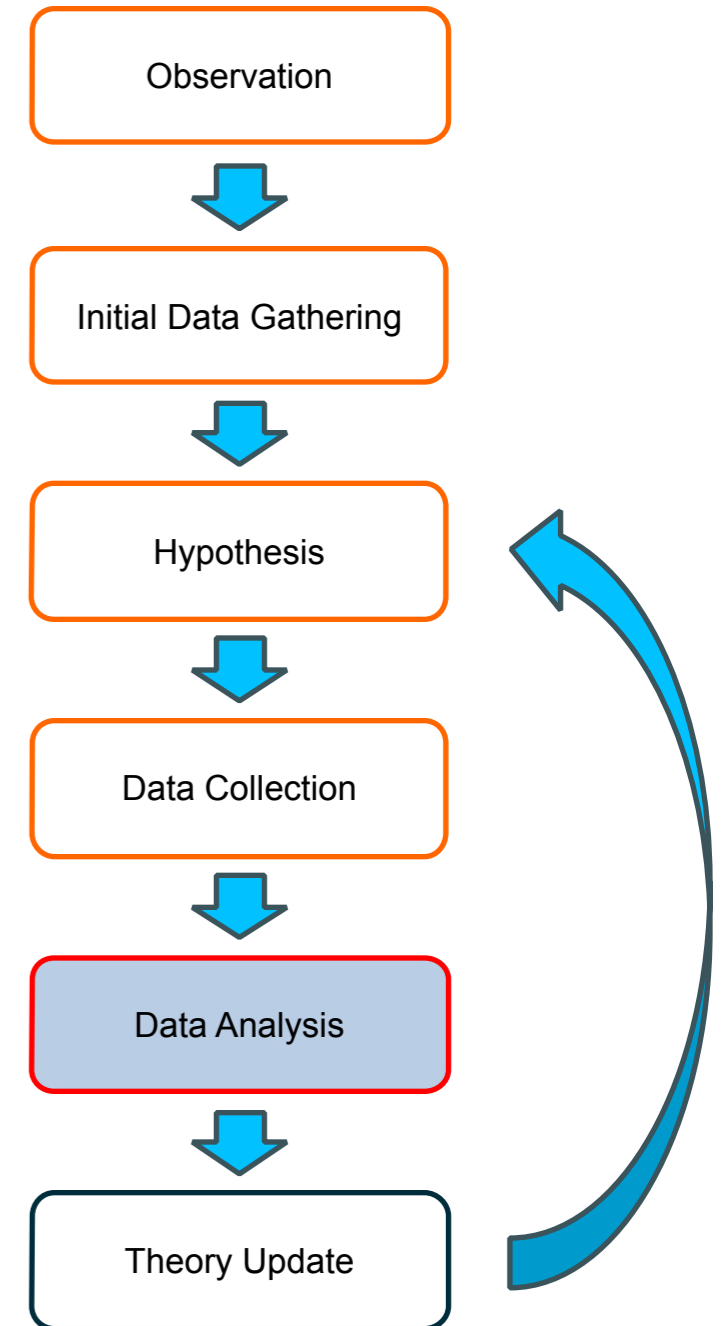 Observation
Initial Data Gathering
Hypothesis
Data Collection
Data Analysis
Theory Update